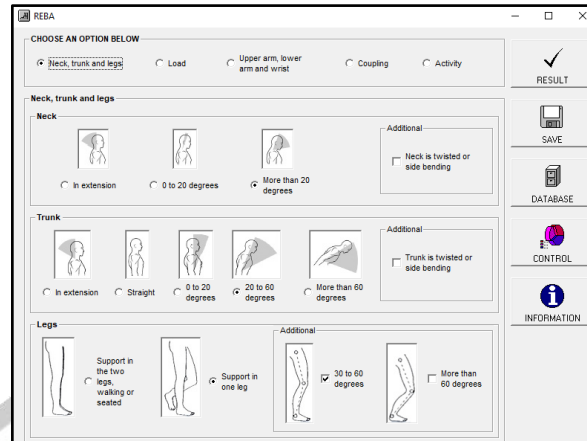 REBA
CHOOSE AN OPTION BELOW
Neck, trunk and legs
Load
Upper arm, lower
arm and wrist
Coupling
Activity
RESULT
SAVE
DATABASE
CONTROL
INFORMATION
Neck, trunk and legs
Neck
In extension
0 to 20 degrees
More than 20
degrees
Additional
Neck is twisted or
side bending
Trunk
In extension
Straight
0 to 20
degrees
20 to 60
degrees
More than 60
degrees
Additional
Trunk is twisted or
side bending
Legs
Support in
the two
legs,
walking or
seated
Support in
one leg
Additional
30 to 60
degrees
More than
60 degrees